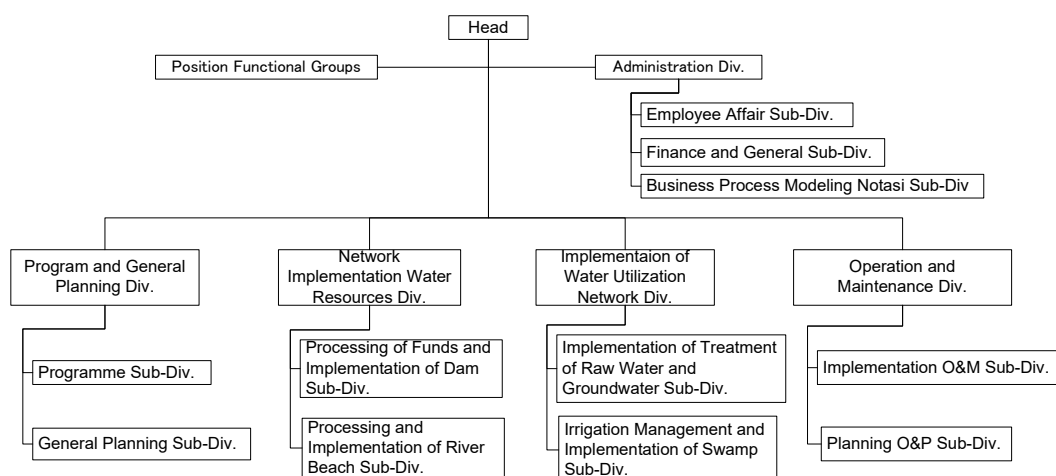 Head
Position Functional Groups
Administration Div.
Employee Affair Sub-Div.
Finance and General Sub-Div.
Business Process Modeling Notasi Sub-Div
Program and General
Planning Div.
Network
Implementation Water
Resources Div.
Implementaion of
Water Utilization
Network Div.
Operation and
Maintenance Div.
Programme Sub-Div.
General Planning Sub-Div.
Processing of Funds and
Implementation of Dam
Sub-Div.
Processing and
Implementation of River
Beach Sub-Div.
Implementation of Treatment
of Raw Water and
Groundwater Sub-Div.
Irrigation Management and
Implementation of Swamp
Sub-Div.
Implementation O&M Sub-Div.
Planning O&P Sub-Div.